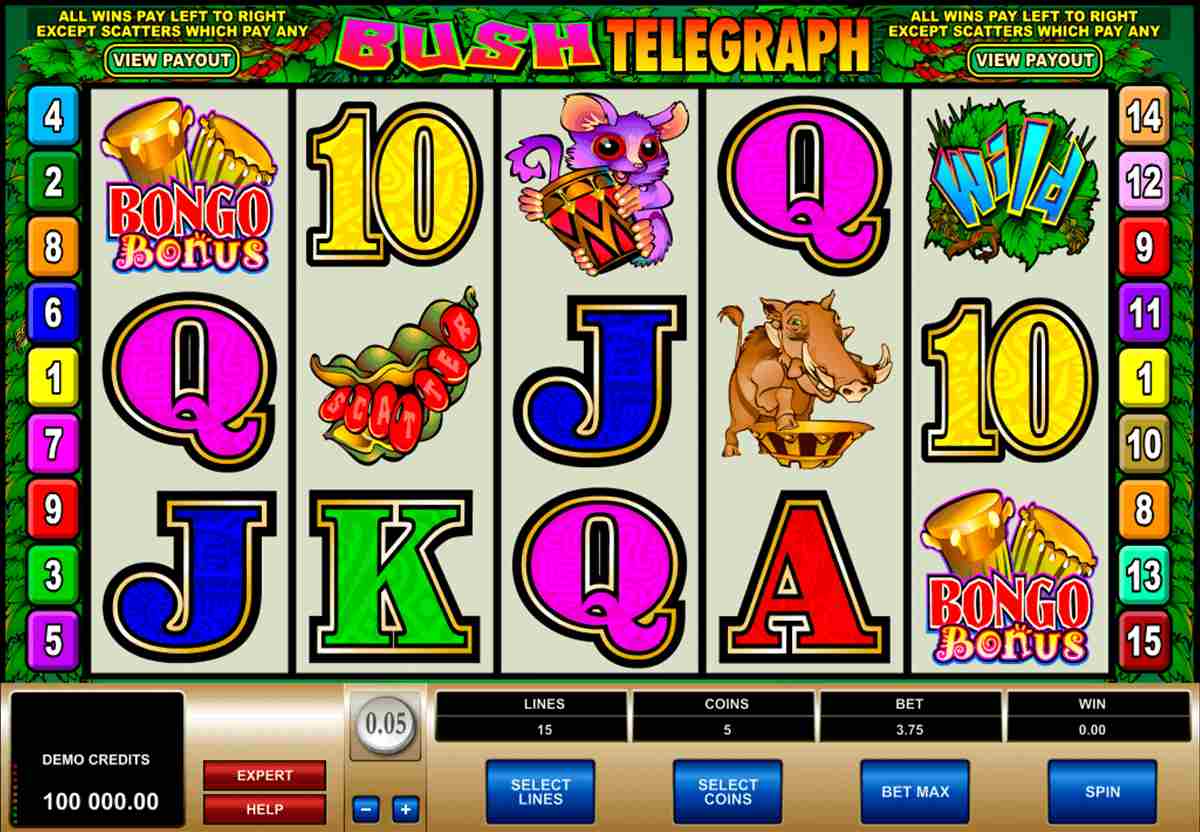 ALL WINS PAY LEFT TO RIGHT
EXCEPT SCATTERS WHICH PAY ANY
VIEW PAYOUT
BUSH TELEGRAPH
ALL WINS PAY LEFT TO RIGHT
EXCEPT SCATTERS WHICH PAY ANY
VIEW PAYOUT
4
2
8
6
1
7
9
3
5
BONGO
BONUS
10
Q
Wild
Q
SCATTER
J
10
J
K
Q
A
BONGO
BONUS
14
12
9
11
1
10
8
13
15
DEMO CREDITS
100 000.00
EXPERT
HELP
0.05
−
+
LINES
15
COINS
5
BET
3.75
WIN
0.00
SELECT
LINES
SELECT
COINS
BET MAX
SPIN